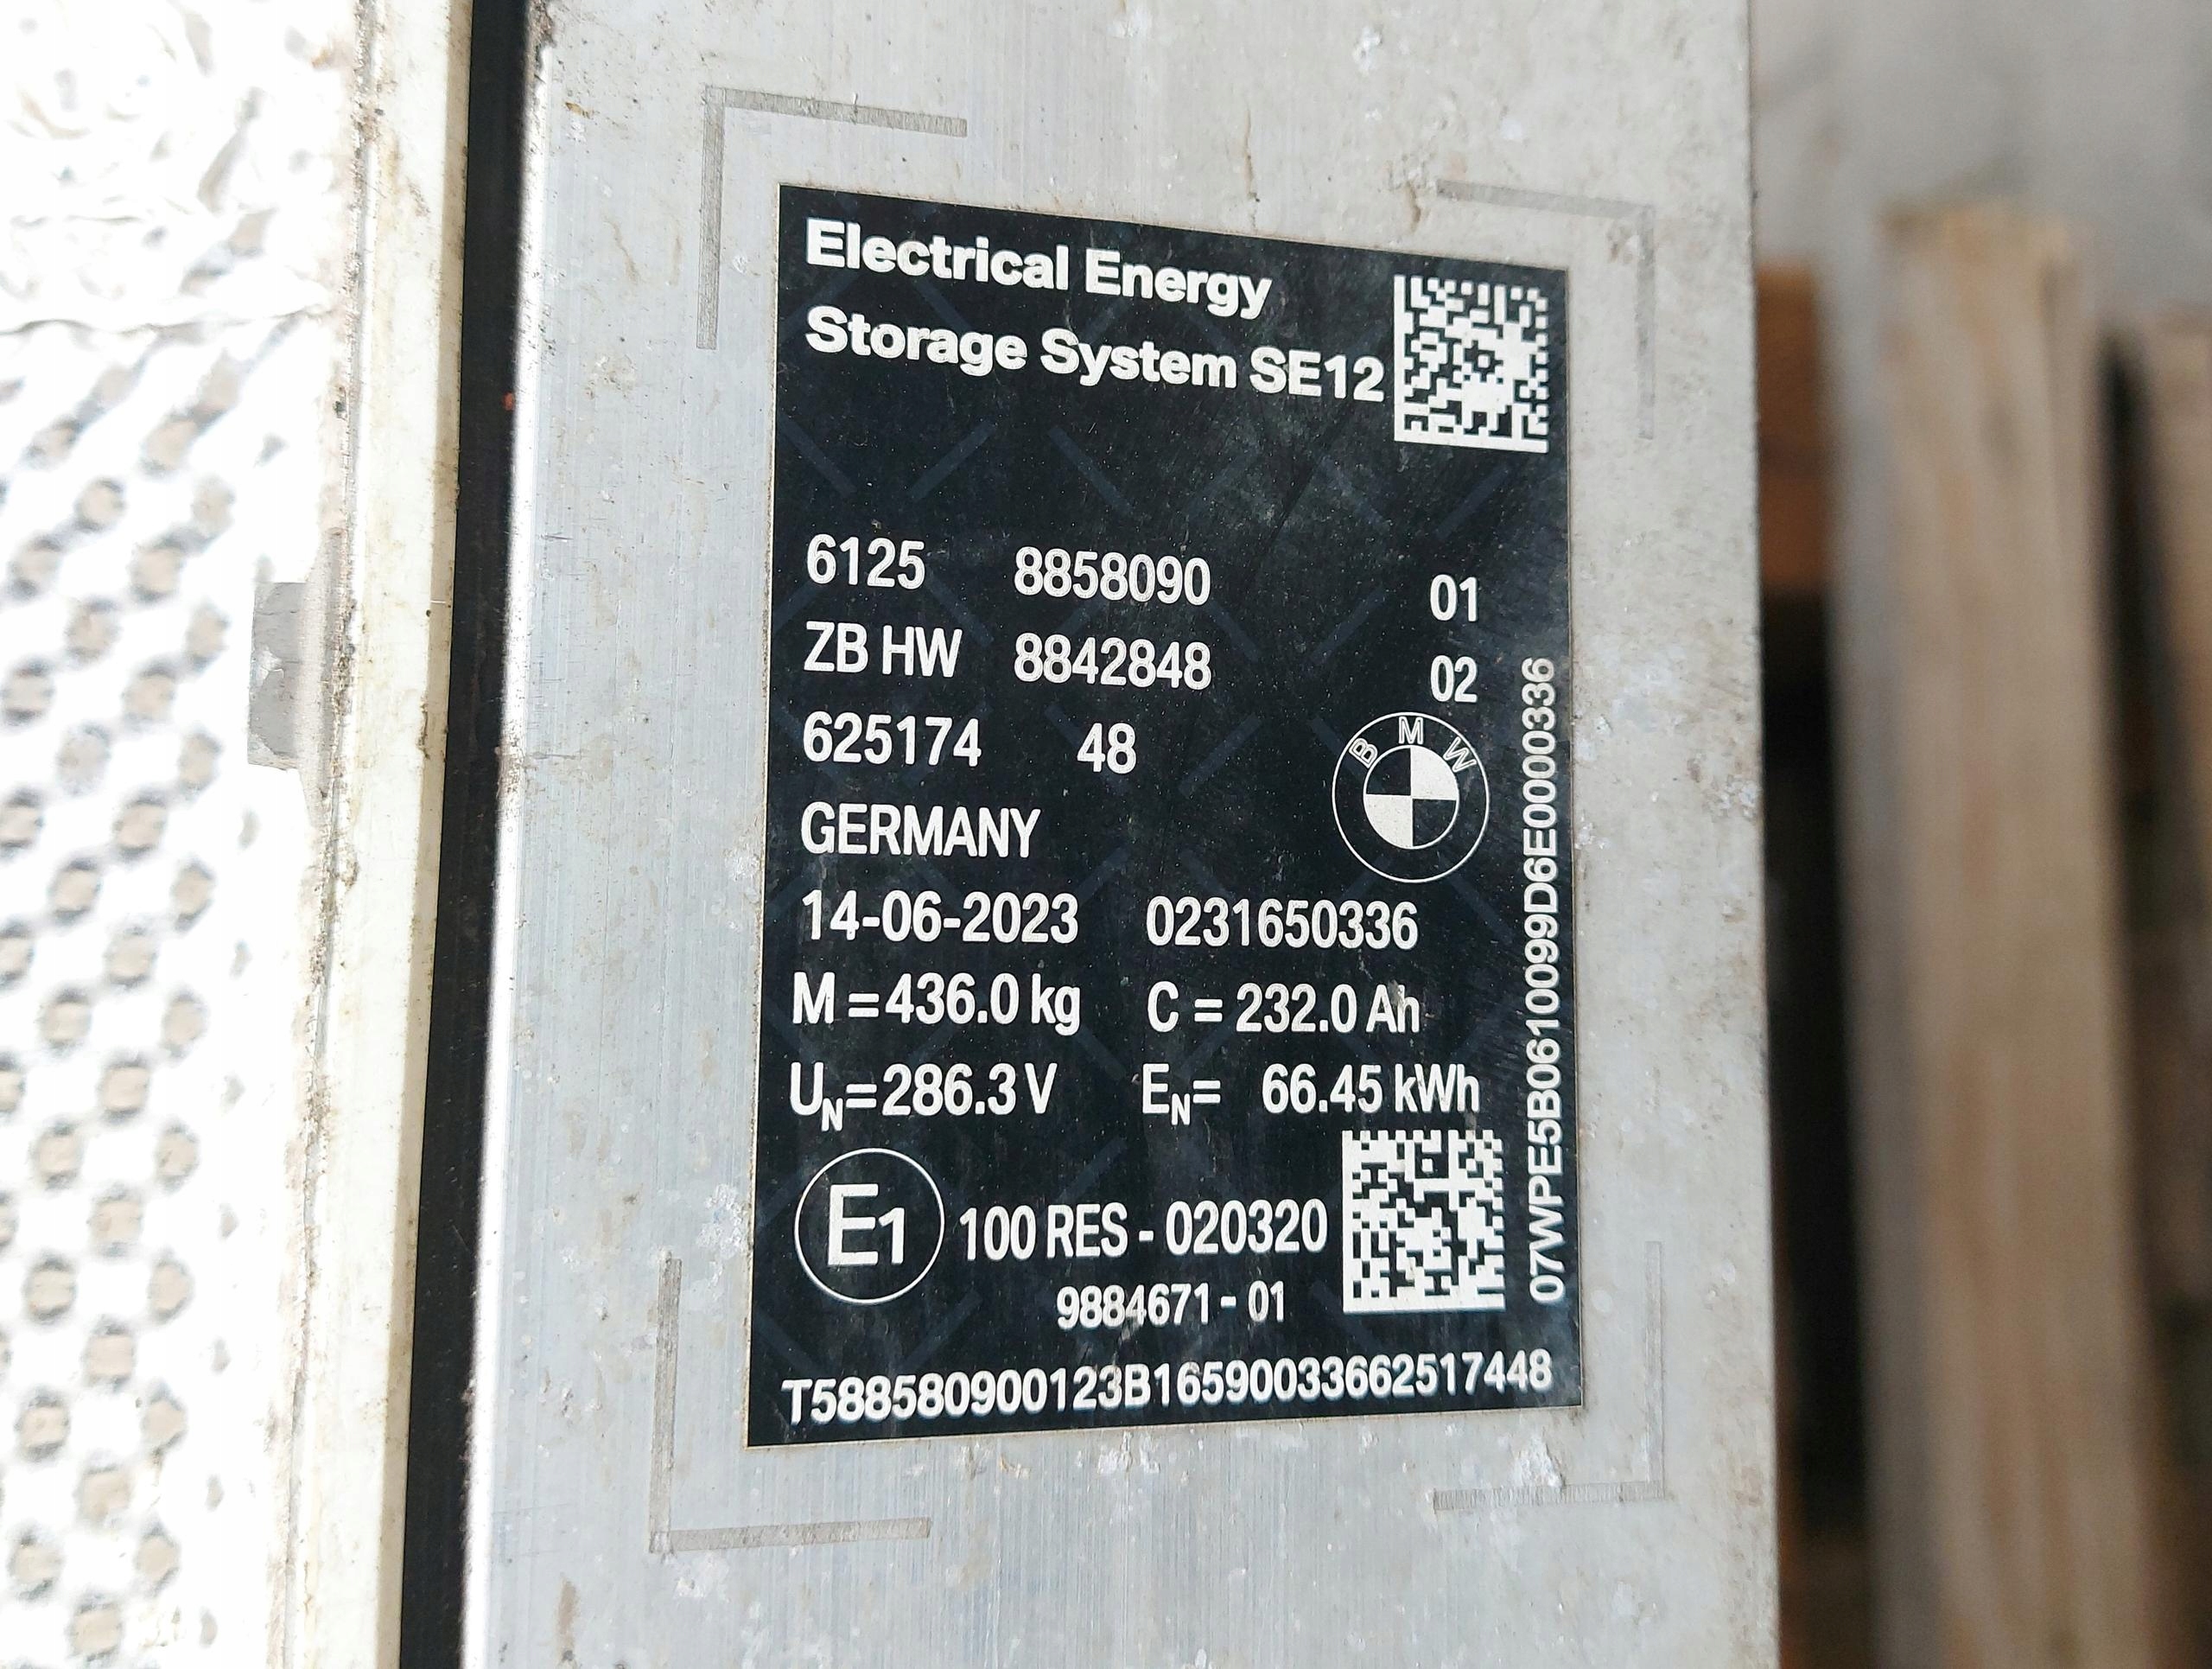 Electrical Energy
Storage System SE12
6125 8858090 01
ZB HW 8842848 02
625174 48
BMW
GERMANY
14-06-2023 0231650336
M = 436.0 kg C = 232.0 Ah
UN= 286.3 V EN= 66.45 kWh
E1 100 RES - 020320
9884671 - 01
T588580900123B16590033662517448
07WPE5B0610099D6E0000336